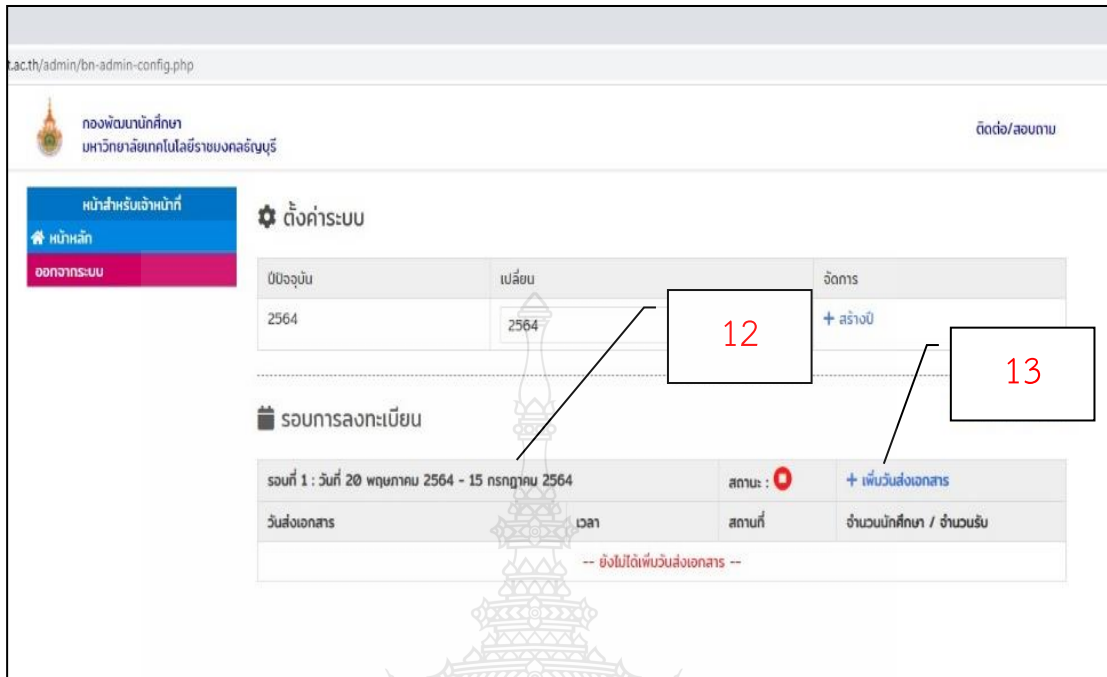 t.ac.th/admin/bn-admin-config.php
กองพัฒนานักศึกษา
มหาวิทยาลัยเทคโนโลยีราชมงคลธัญบุรี
ติดต่อ/สอบถาม
หน้าสำหรับเจ้าหน้าที่
หน้าหลัก
ออกจากระบบ
ตั้งค่าระบบ
ปีปัจจุบัน เปลี่ยน จัดการ
2564 2564 + สร้างปี
12
13
รอบการลงทะเบียน
รอบที่ 1 : วันที่ 20 พฤษภาคม 2564 - 15 กรกฎาคม 2564 สถานะ : + เพิ่มวันส่งเอกสาร
วันส่งเอกสาร เวลา สถานที่ จำนวนนักศึกษา / จำนวนรับ
-- ยังไม่ได้เพิ่มวันส่งเอกสาร --